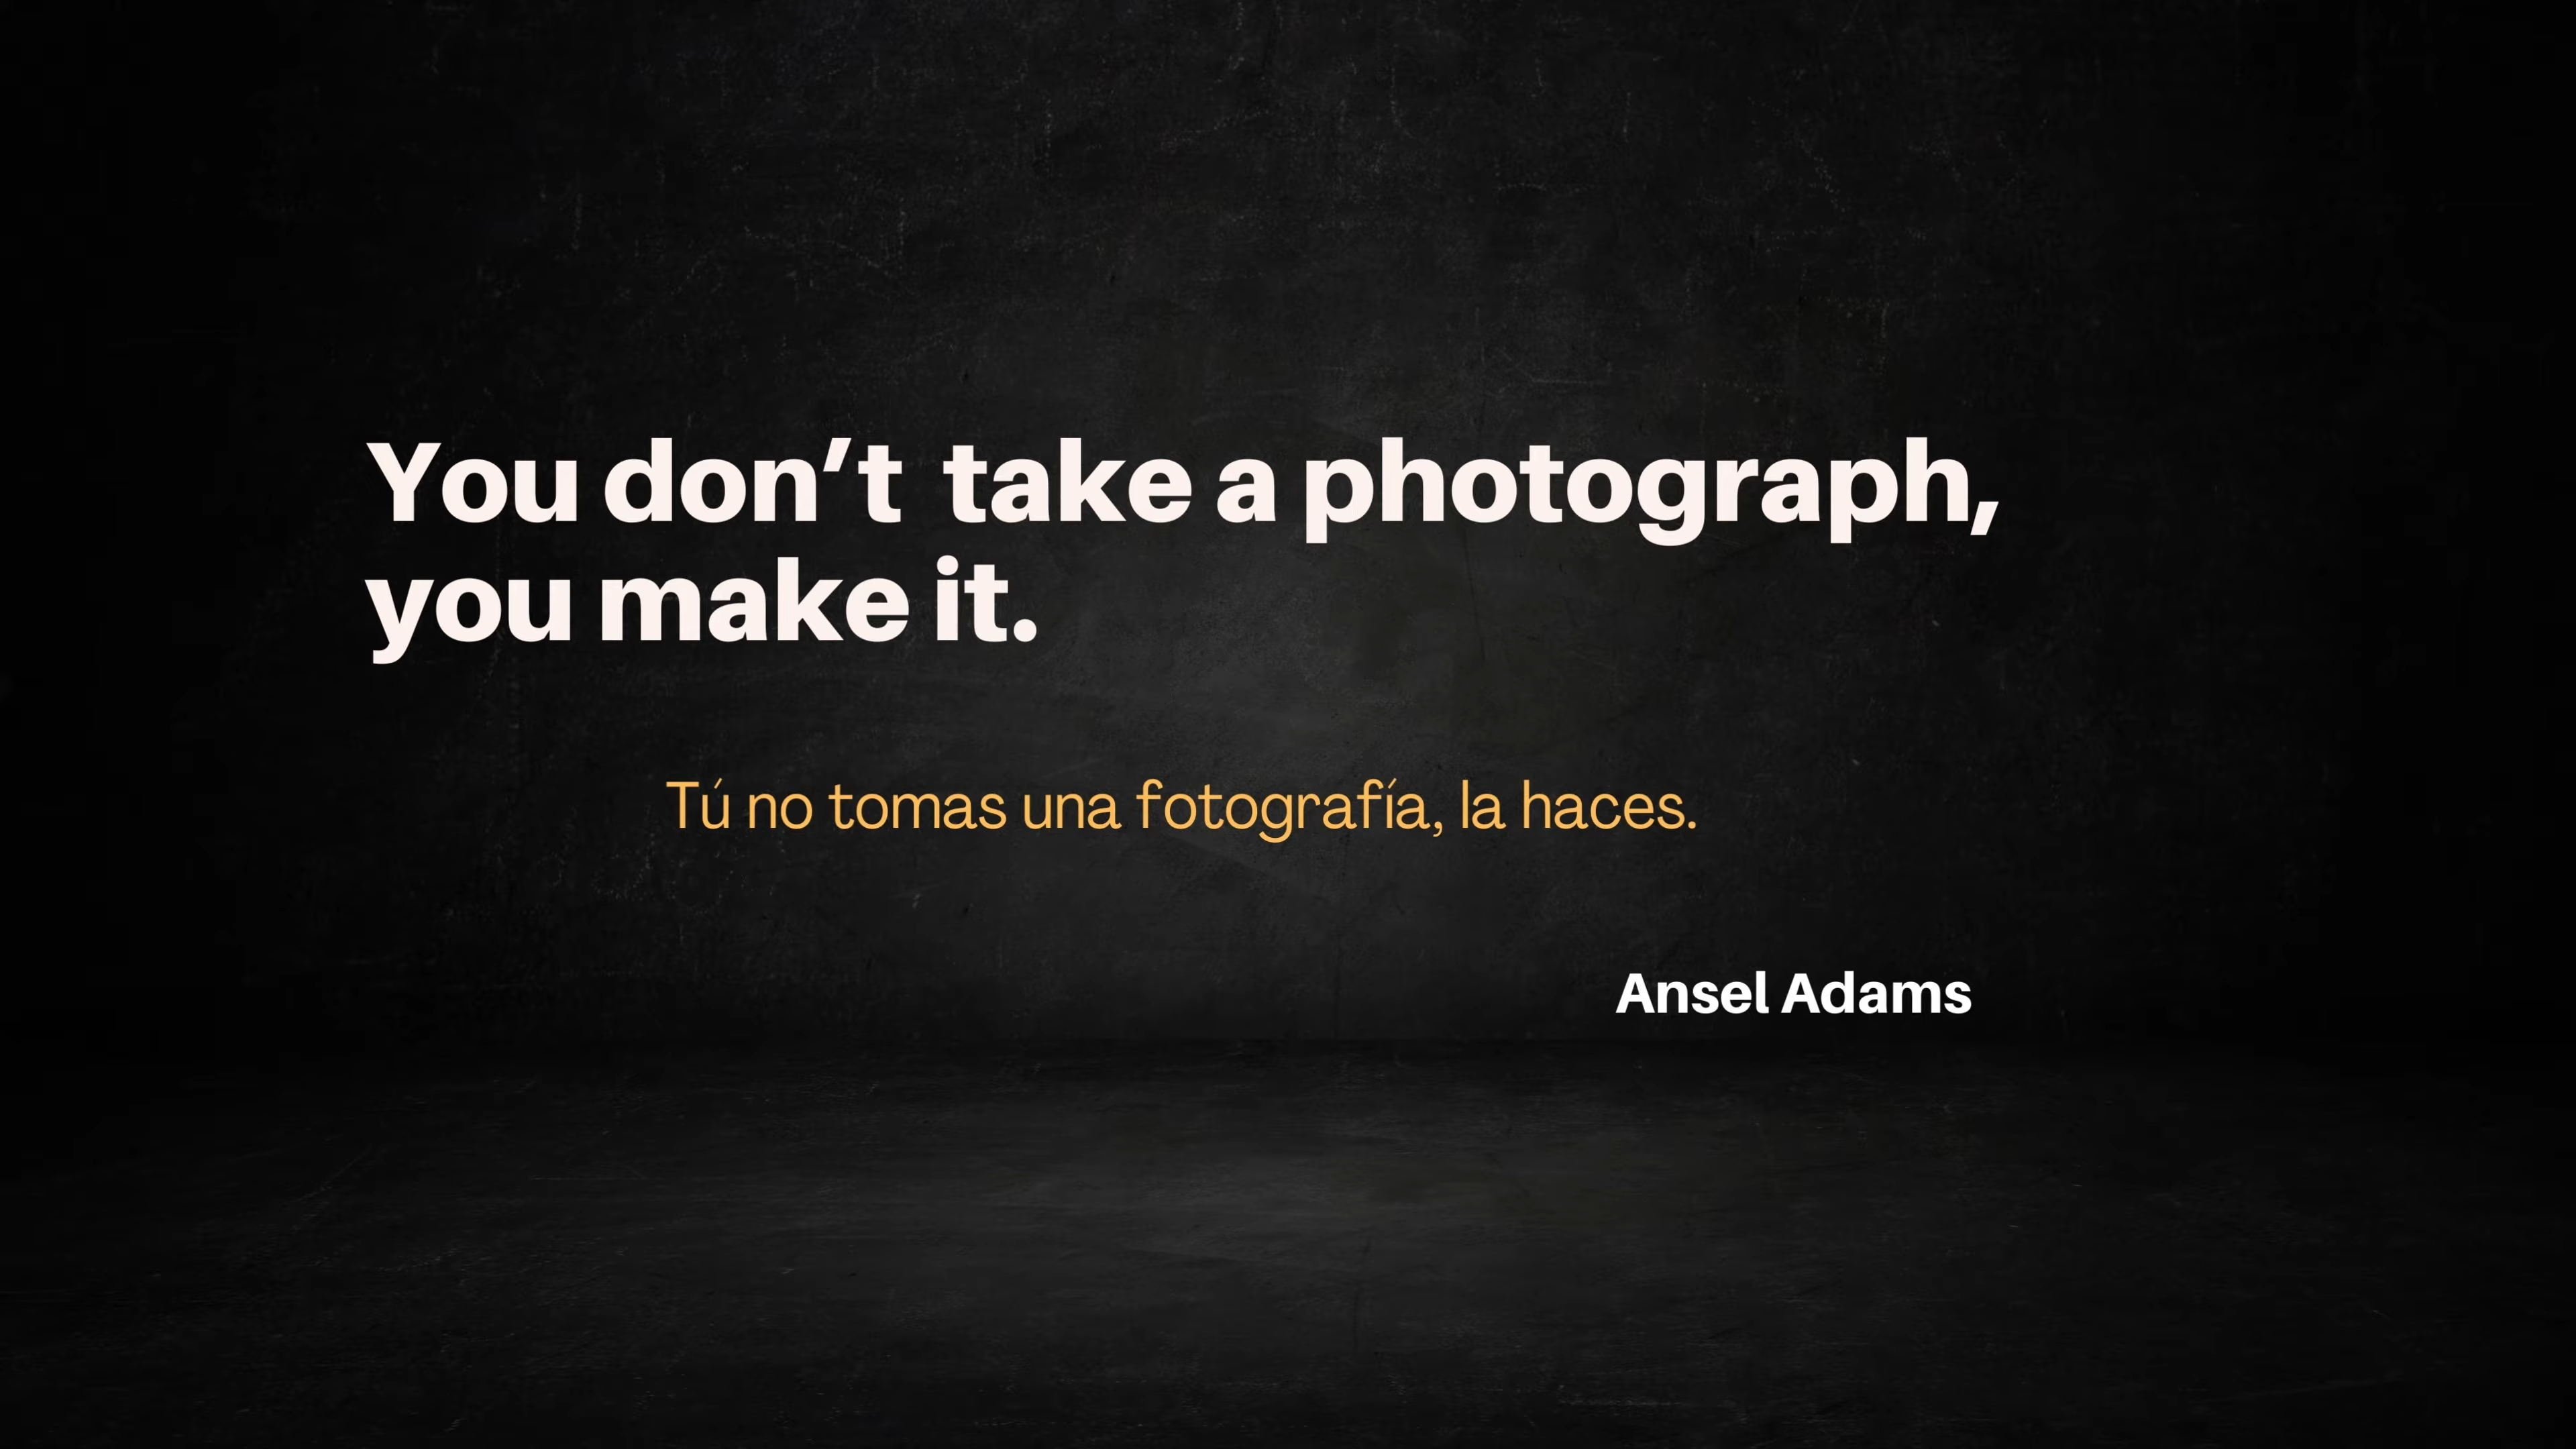 You don’t take a photograph,
you make it.
Tú no tomas una fotografía, la haces.
Ansel Adams